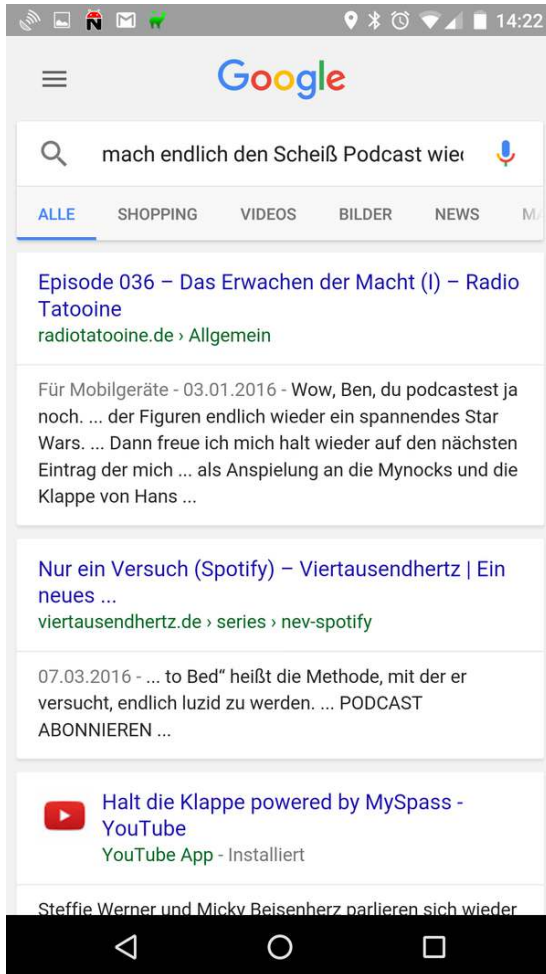 14:22
Google
mach endlich den Scheiß Podcast wie
ALLE SHOPPING VIDEOS BILDER NEWS
Episode 036 – Das Erwachen der Macht (I) – Radio
Tatooine
radiotatooine.de › Allgemein
Für Mobilgeräte - 03.01.2016 - Wow, Ben, du podcastest ja
noch. ... der Figuren endlich wieder ein spannendes Star
Wars. ... Dann freue ich mich halt wieder auf den nächsten
Eintrag der mich ... als Anspielung an die Mynocks und die
Klappe von Hans ...
Nur ein Versuch (Spotify) – Viertausendhertz | Ein
neues ...
viertausendhertz.de › series › nev-spotify
07.03.2016 - ... to Bed“ heißt die Methode, mit der er
versucht, endlich luzid zu werden. ... PODCAST
ABONNIEREN ...
Halt die Klappe powered by MySpass -
YouTube
YouTube App - Installiert
Steffie Werner und Micky Beisenherz parlieren sich wieder